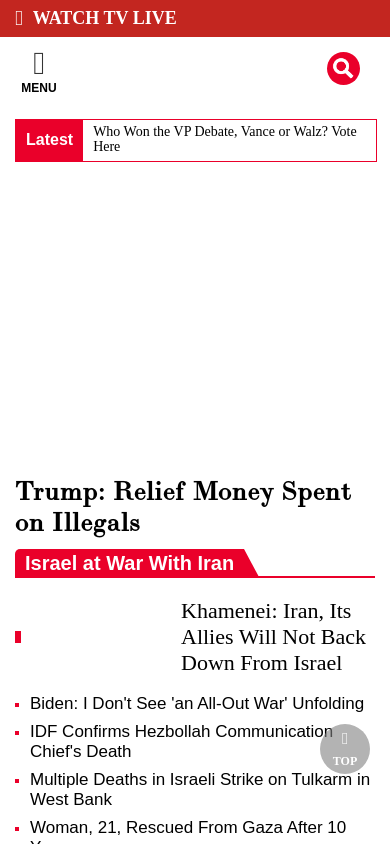 WATCH TV LIVE
MENU
Latest
Who Won the VP Debate, Vance or Walz? Vote
Here
Trump: Relief Money Spent
on Illegals
Israel at War With Iran
Khamenei: Iran, Its
Allies Will Not Back
Down From Israel
Biden: I Don't See 'an All-Out War' Unfolding
IDF Confirms Hezbollah Communication
Chief's Death
TOP
Multiple Deaths in Israeli Strike on Tulkarm in
West Bank
Woman, 21, Rescued From Gaza After 10